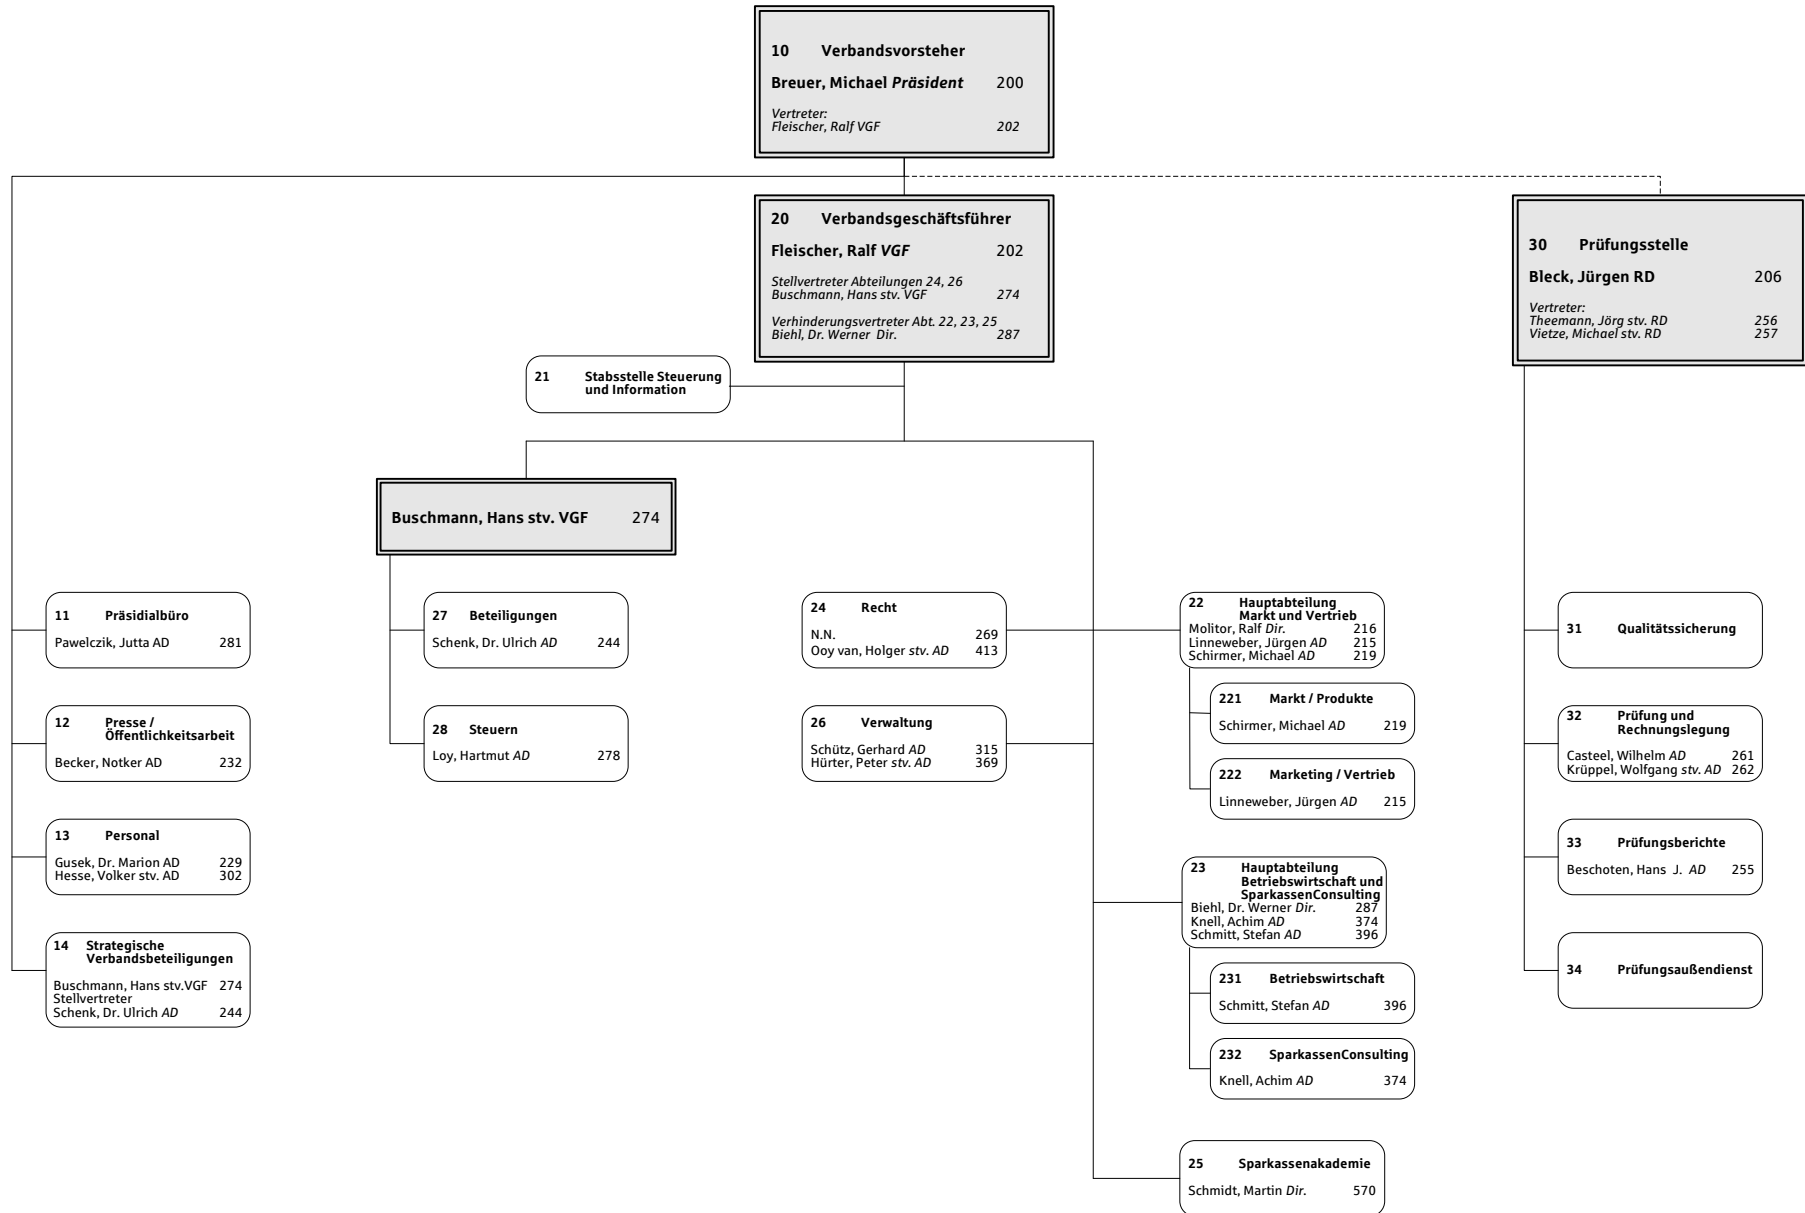 10 Verbandsvorsteher
Breuer, Michael Präsident 200
Vertreter:
Fleischer, Ralf VGF 202
20 Verbandsgeschäftsführer
Fleischer, Ralf VGF 202
Stellvertreter Abteilungen 24, 26
Buschmann, Hans stv. VGF 274
Verhinderungsvertreter Abt. 22, 23, 25
Biehl, Dr. Werner Dir. 287
30 Prüfungsstelle
Bleck, Jürgen RD 206
Vertreter:
Theemann, Jörg stv. RD 256
Vietze, Michael stv. RD 257
21 Stabsstelle Steuerung
und Information
Buschmann, Hans stv. VGF 274
11 Präsidialbüro
Pawelczik, Jutta AD 281
12 Presse /
Öffentlichkeitsarbeit
Becker, Notker AD 232
13 Personal
Gusek, Dr. Marion AD 229
Hesse, Volker stv. AD 302
14 Strategische
Verbandsbeteiligungen
Buschmann, Hans stv.VGF 274
Stellvertreter
Schenk, Dr. Ulrich AD 244
27 Beteiligungen
Schenk, Dr. Ulrich AD 244
28 Steuern
Loy, Hartmut AD 278
24 Recht
N.N. 269
Ooy van, Holger stv. AD 413
26 Verwaltung
Schütz, Gerhard AD 315
Hürter, Peter stv. AD 369
22 Hauptabteilung
Markt und Vertrieb
Molitor, Ralf Dir. 216
Linneweber, Jürgen AD 215
Schirmer, Michael AD 219
221 Markt / Produkte
Schirmer, Michael AD 219
222 Marketing / Vertrieb
Linneweber, Jürgen AD 215
23 Hauptabteilung
Betriebswirtschaft und
SparkassenConsulting
Biehl, Dr. Werner Dir. 287
Knell, Achim AD 374
Schmitt, Stefan AD 396
231 Betriebswirtschaft
Schmitt, Stefan AD 396
232 SparkassenConsulting
Knell, Achim AD 374
25 Sparkassenakademie
Schmidt, Martin Dir. 570
31 Qualitätssicherung
32 Prüfung und
Rechnungslegung
Casteel, Wilhelm AD 261
Krüppel, Wolfgang stv. AD 262
33 Prüfungsberichte
Beschoten, Hans J. AD 255
34 Prüfungsaußendienst